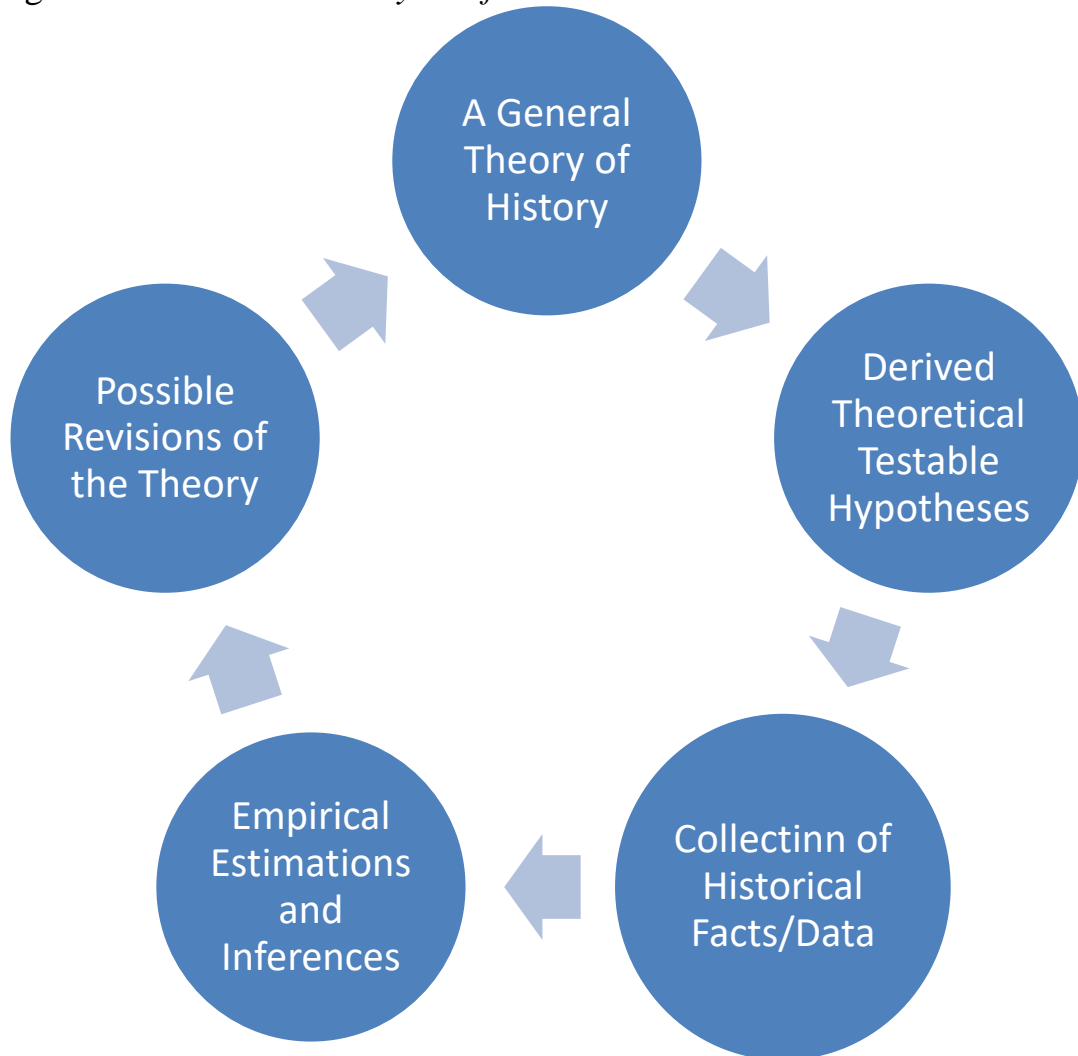 A General
Theory of
History
Derived
Theoretical
Testable
Hypotheses
Collectinn of
Historical
Facts/Data
Empirical
Estimations
and
Inferences
Possible
Revisions of
the Theory